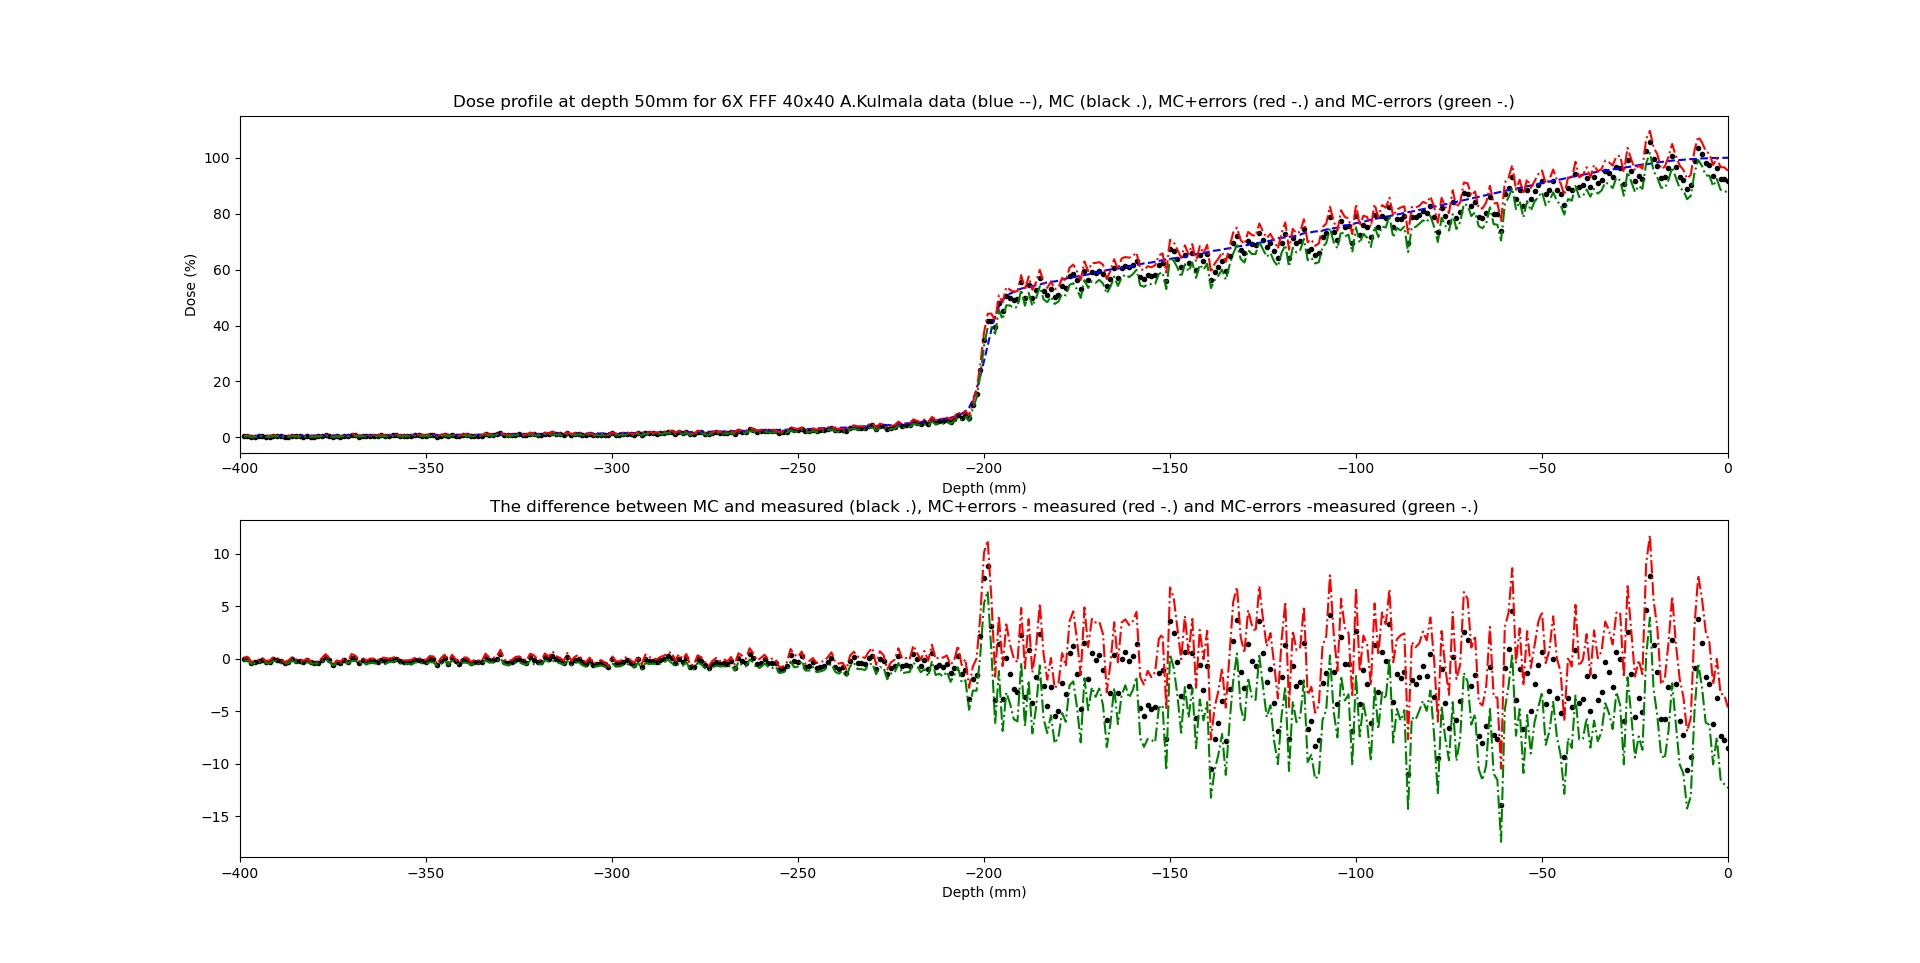 Dose profile at depth 50mm for 6X FFF 40x40 A.Kulmala data (blue --), MC (black .), MC+errors (red -.) and MC-errors (green -.)
100
80
60
40
20
0
Dose (%)
−400 −350 −300 −250 −200 −150 −100 −50 0
Depth (mm)
The difference between MC and measured (black .), MC+errors - measured (red -.) and MC-errors -measured (green -.)
10
5
0
−5
−10
−15
−400 −350 −300 −250 −200 −150 −100 −50 0
Depth (mm)